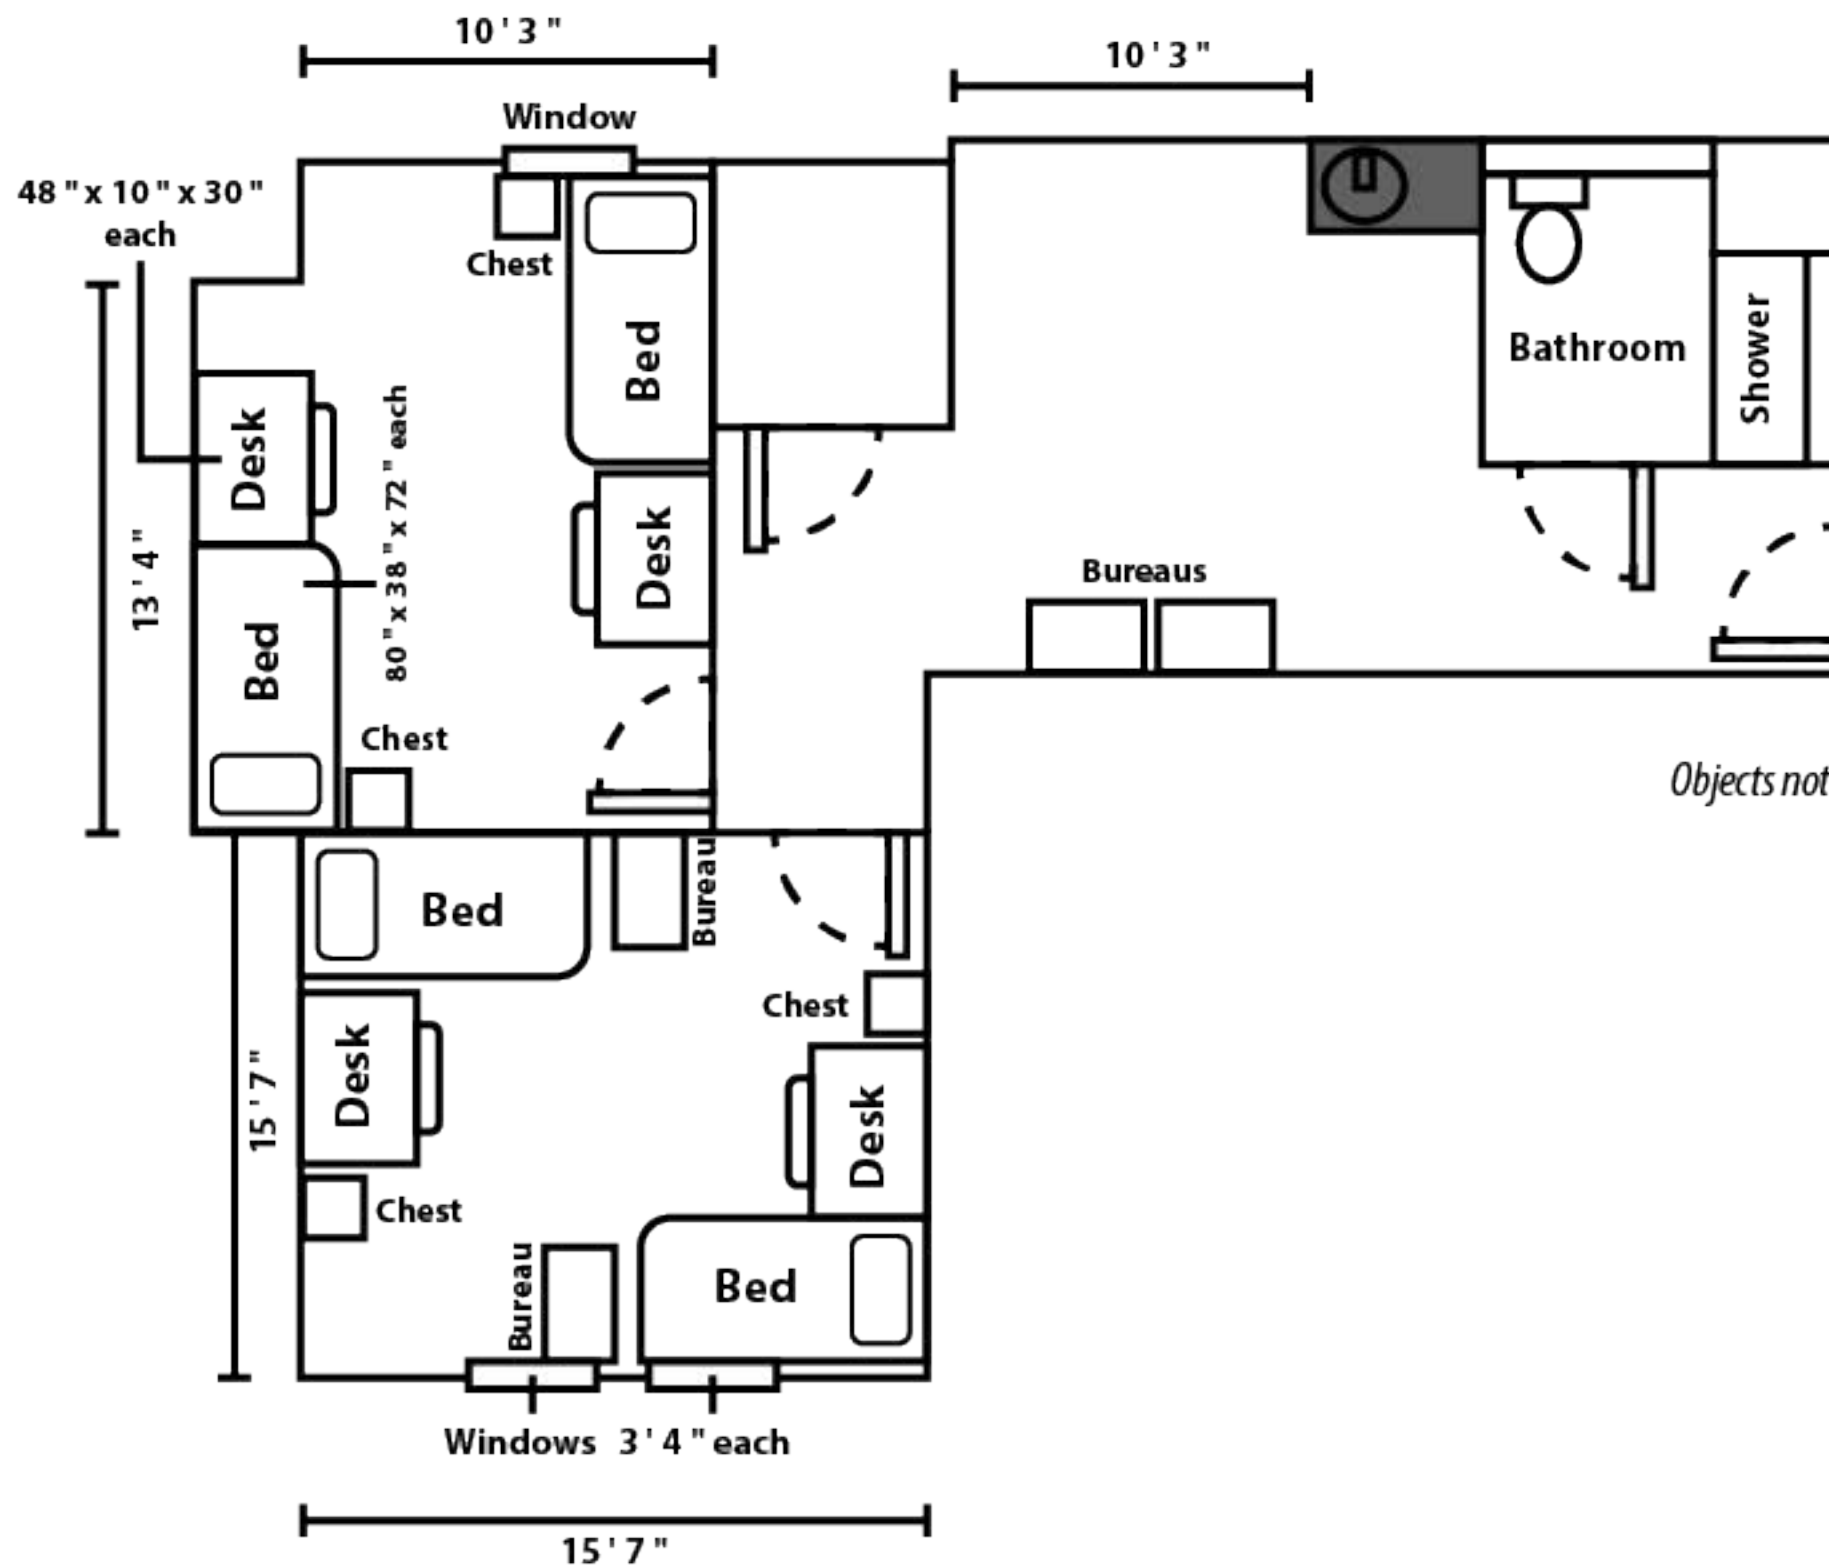 10 ' 3 "
10 ' 3 "
Window
48 " x 10 " x 30 "
each
Chest
Bed
Bathroom
Shower
Desk
80 " x 38 " x 72 " each
Desk
13 ' 4 "
Bureaus
Bed
Chest
Objects not
Bed
Bureau
Chest
Desk
15 ' 7 "
Desk
Chest
Bureau
Bed
Windows 3 ' 4 " each
15 ' 7 "